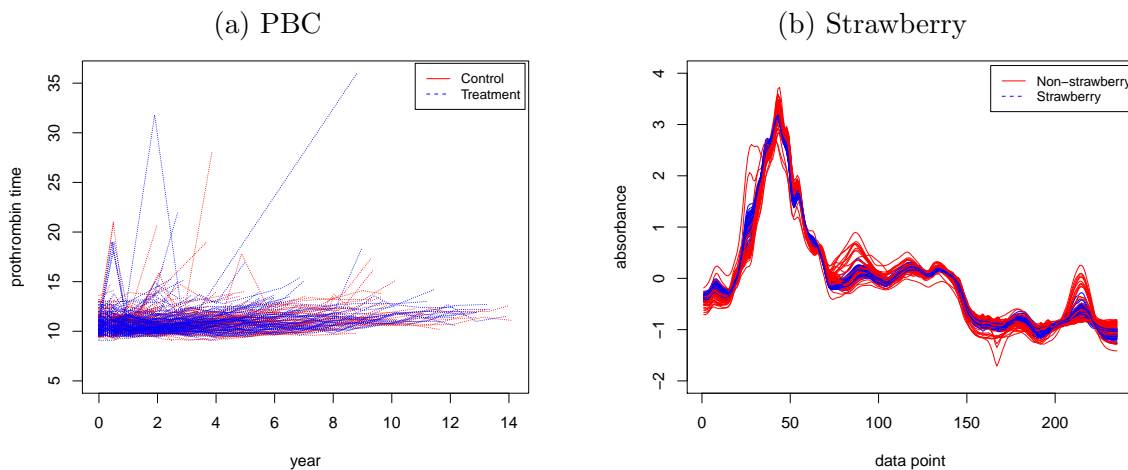 (a) PBC
prothrombin time
35
30
25
20
15
10
5
Control
Treatment
0 2 4 6 8 10 12 14
year
(b) Strawberry
absorbance
4
3
2
1
0
−1
−2
Non−strawberry
Strawberry
0 50 100 150 200
data point